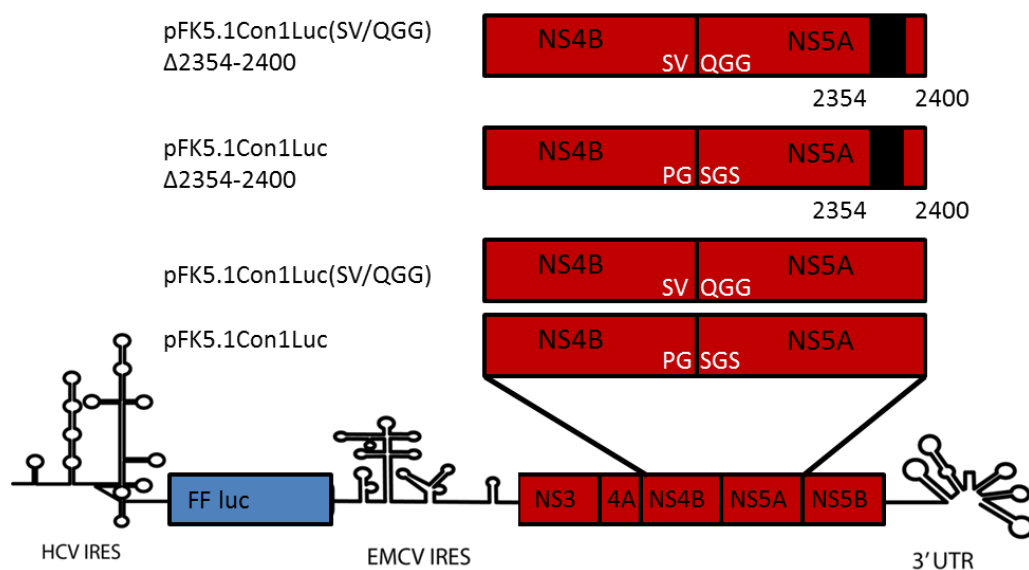 pFK5.1Con1Luc(SV/QGG)
Δ2354-2400
NS4B NS5A
SV QGG
2354 2400
pFK5.1Con1Luc
Δ2354-2400
NS4B NS5A
PG SGS
2354 2400
pFK5.1Con1Luc(SV/QGG)
NS4B NS5A
SV QGG
pFK5.1Con1Luc
NS4B NS5A
PG SGS
FF luc
NS3 4A NS4B NS5A NS5B
HCV IRES
EMCV IRES
3' UTR